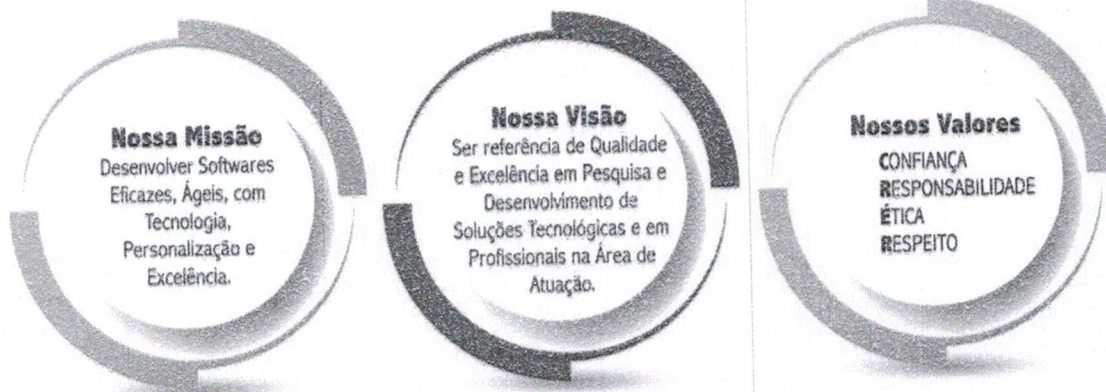 Nossa Missão
Desenvolver Softwares
Eficazes, Ágeis, com
Tecnologia,
Personalização e
Excelência.
Nossa Visão
Ser referência de Qualidade
e Excelência em Pesquisa e
Desenvolvimento de
Soluções Tecnológicas e em
Profissionais na Área de
Atuação.
Nossos Valores
CONFIANÇA
RESPONSABILIDADE
ÉTICA
RESPEITO